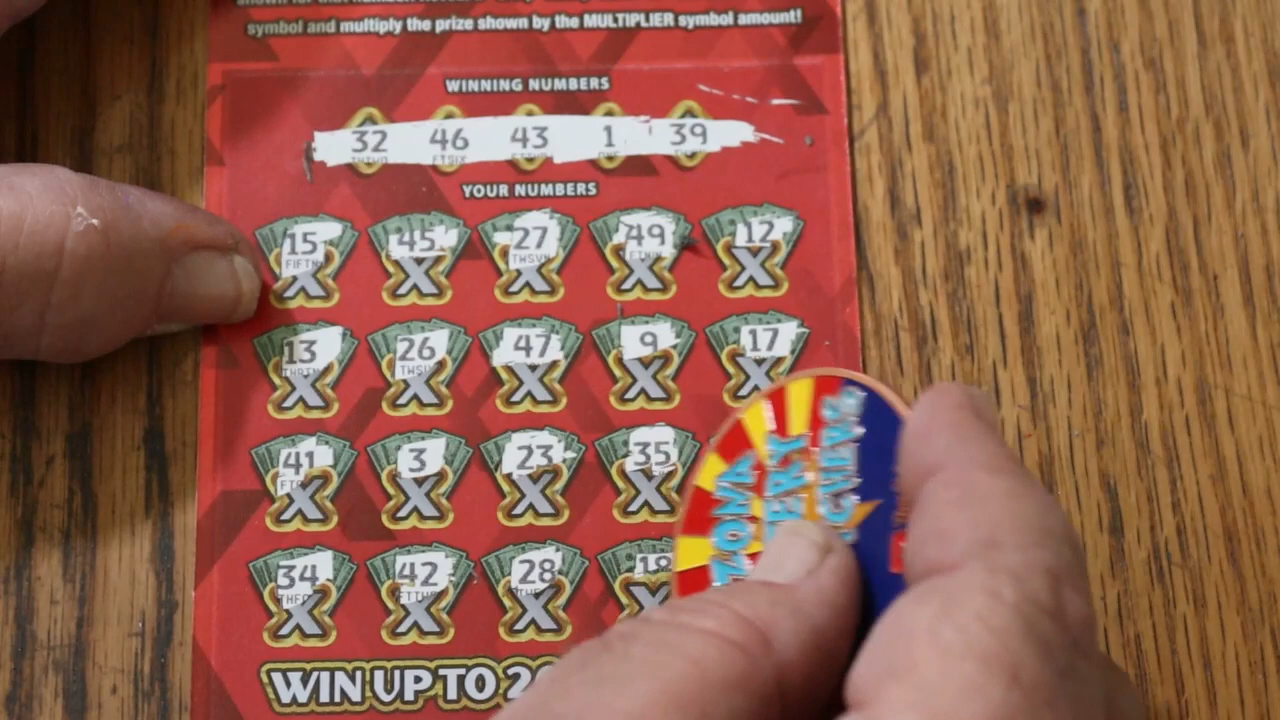 symbol and multiply the prize shown by the MULTIPLIER symbol amount!
WINNING NUMBERS
32 46 43 1 39
YOUR NUMBERS
15 45 27 49 12
FIFTN THSVN
X X X X X
13 26 47 9 17
X X X X X
41 3 23 35
X X X X
34 42 28 18
X X X X
WIN UP TO